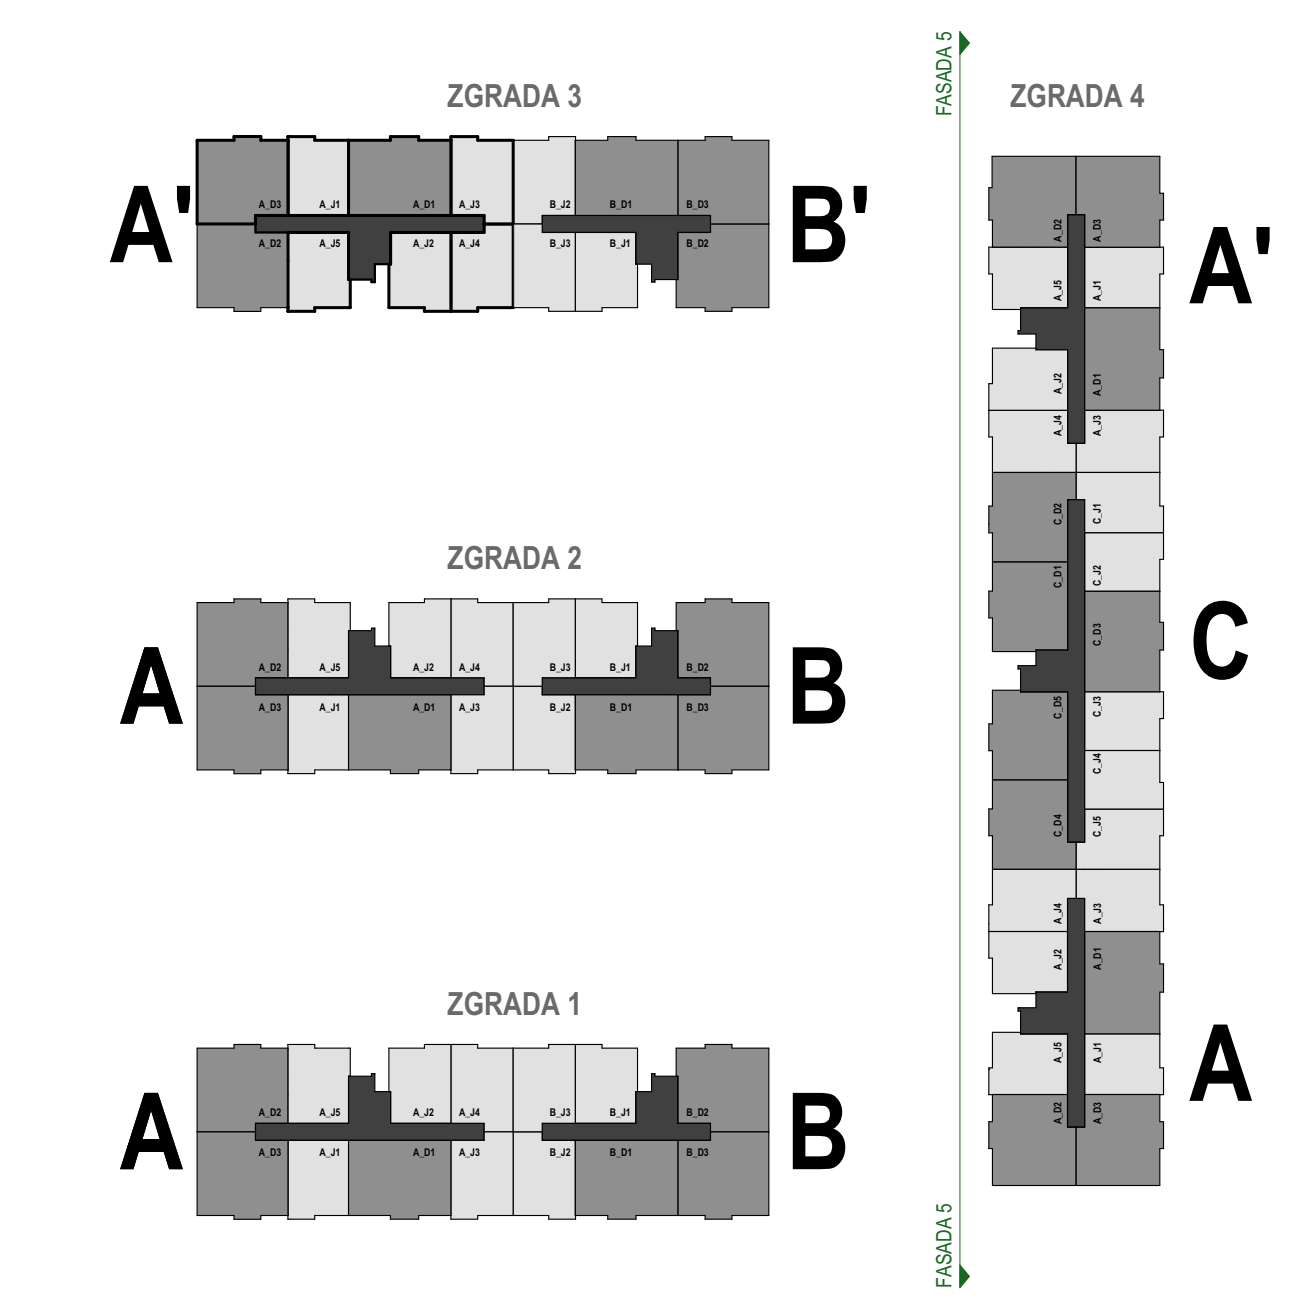 ZGRADA 3
A_D3 A_J1 A_D1 A_J3 B_J2 B_D1 B_D3
A' B'
A_D2 A_J5 A_J2 A_J4 B_J3 B_J1 B_D2
ZGRADA 2
A_D2 A_J5 A_J2 A_J4 B_J3 B_J1 B_D2
A B
A_D3 A_J1 A_D1 A_J3 B_J2 B_D1 B_D3
ZGRADA 1
A_D2 A_J5 A_J2 A_J4 B_J3 B_J1 B_D2
A B
A_D3 A_J1 A_D1 A_J3 B_J2 B_D1 B_D3
FASADA 5
FASADA 5
ZGRADA 4
A_D2 A_D3
A'
A_J5 A_J1
A_J2 A_D1
A_J4 A_J3
C_D2 C_J1
C_D1 C_J2
C_D3
C
C_D5 C_J3
C_J4
C_D4 C_J5
A_J4 A_J3
A_J2 A_D1
A_J5 A_J1
A
A_D2 A_D3